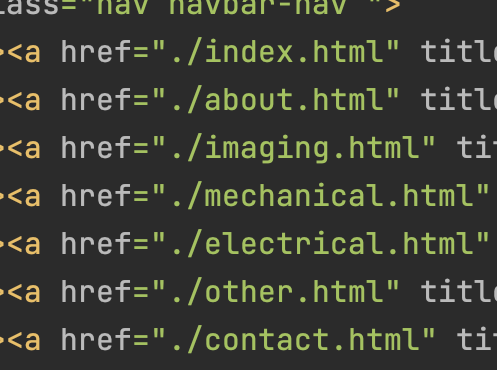 lass="nav navbar-nav ">
><a href="./index.html" title
><a href="./about.html" title
><a href="./imaging.html" tit
><a href="./mechanical.html"
><a href="./electrical.html"
><a href="./other.html" title
><a href="./contact.html" tit